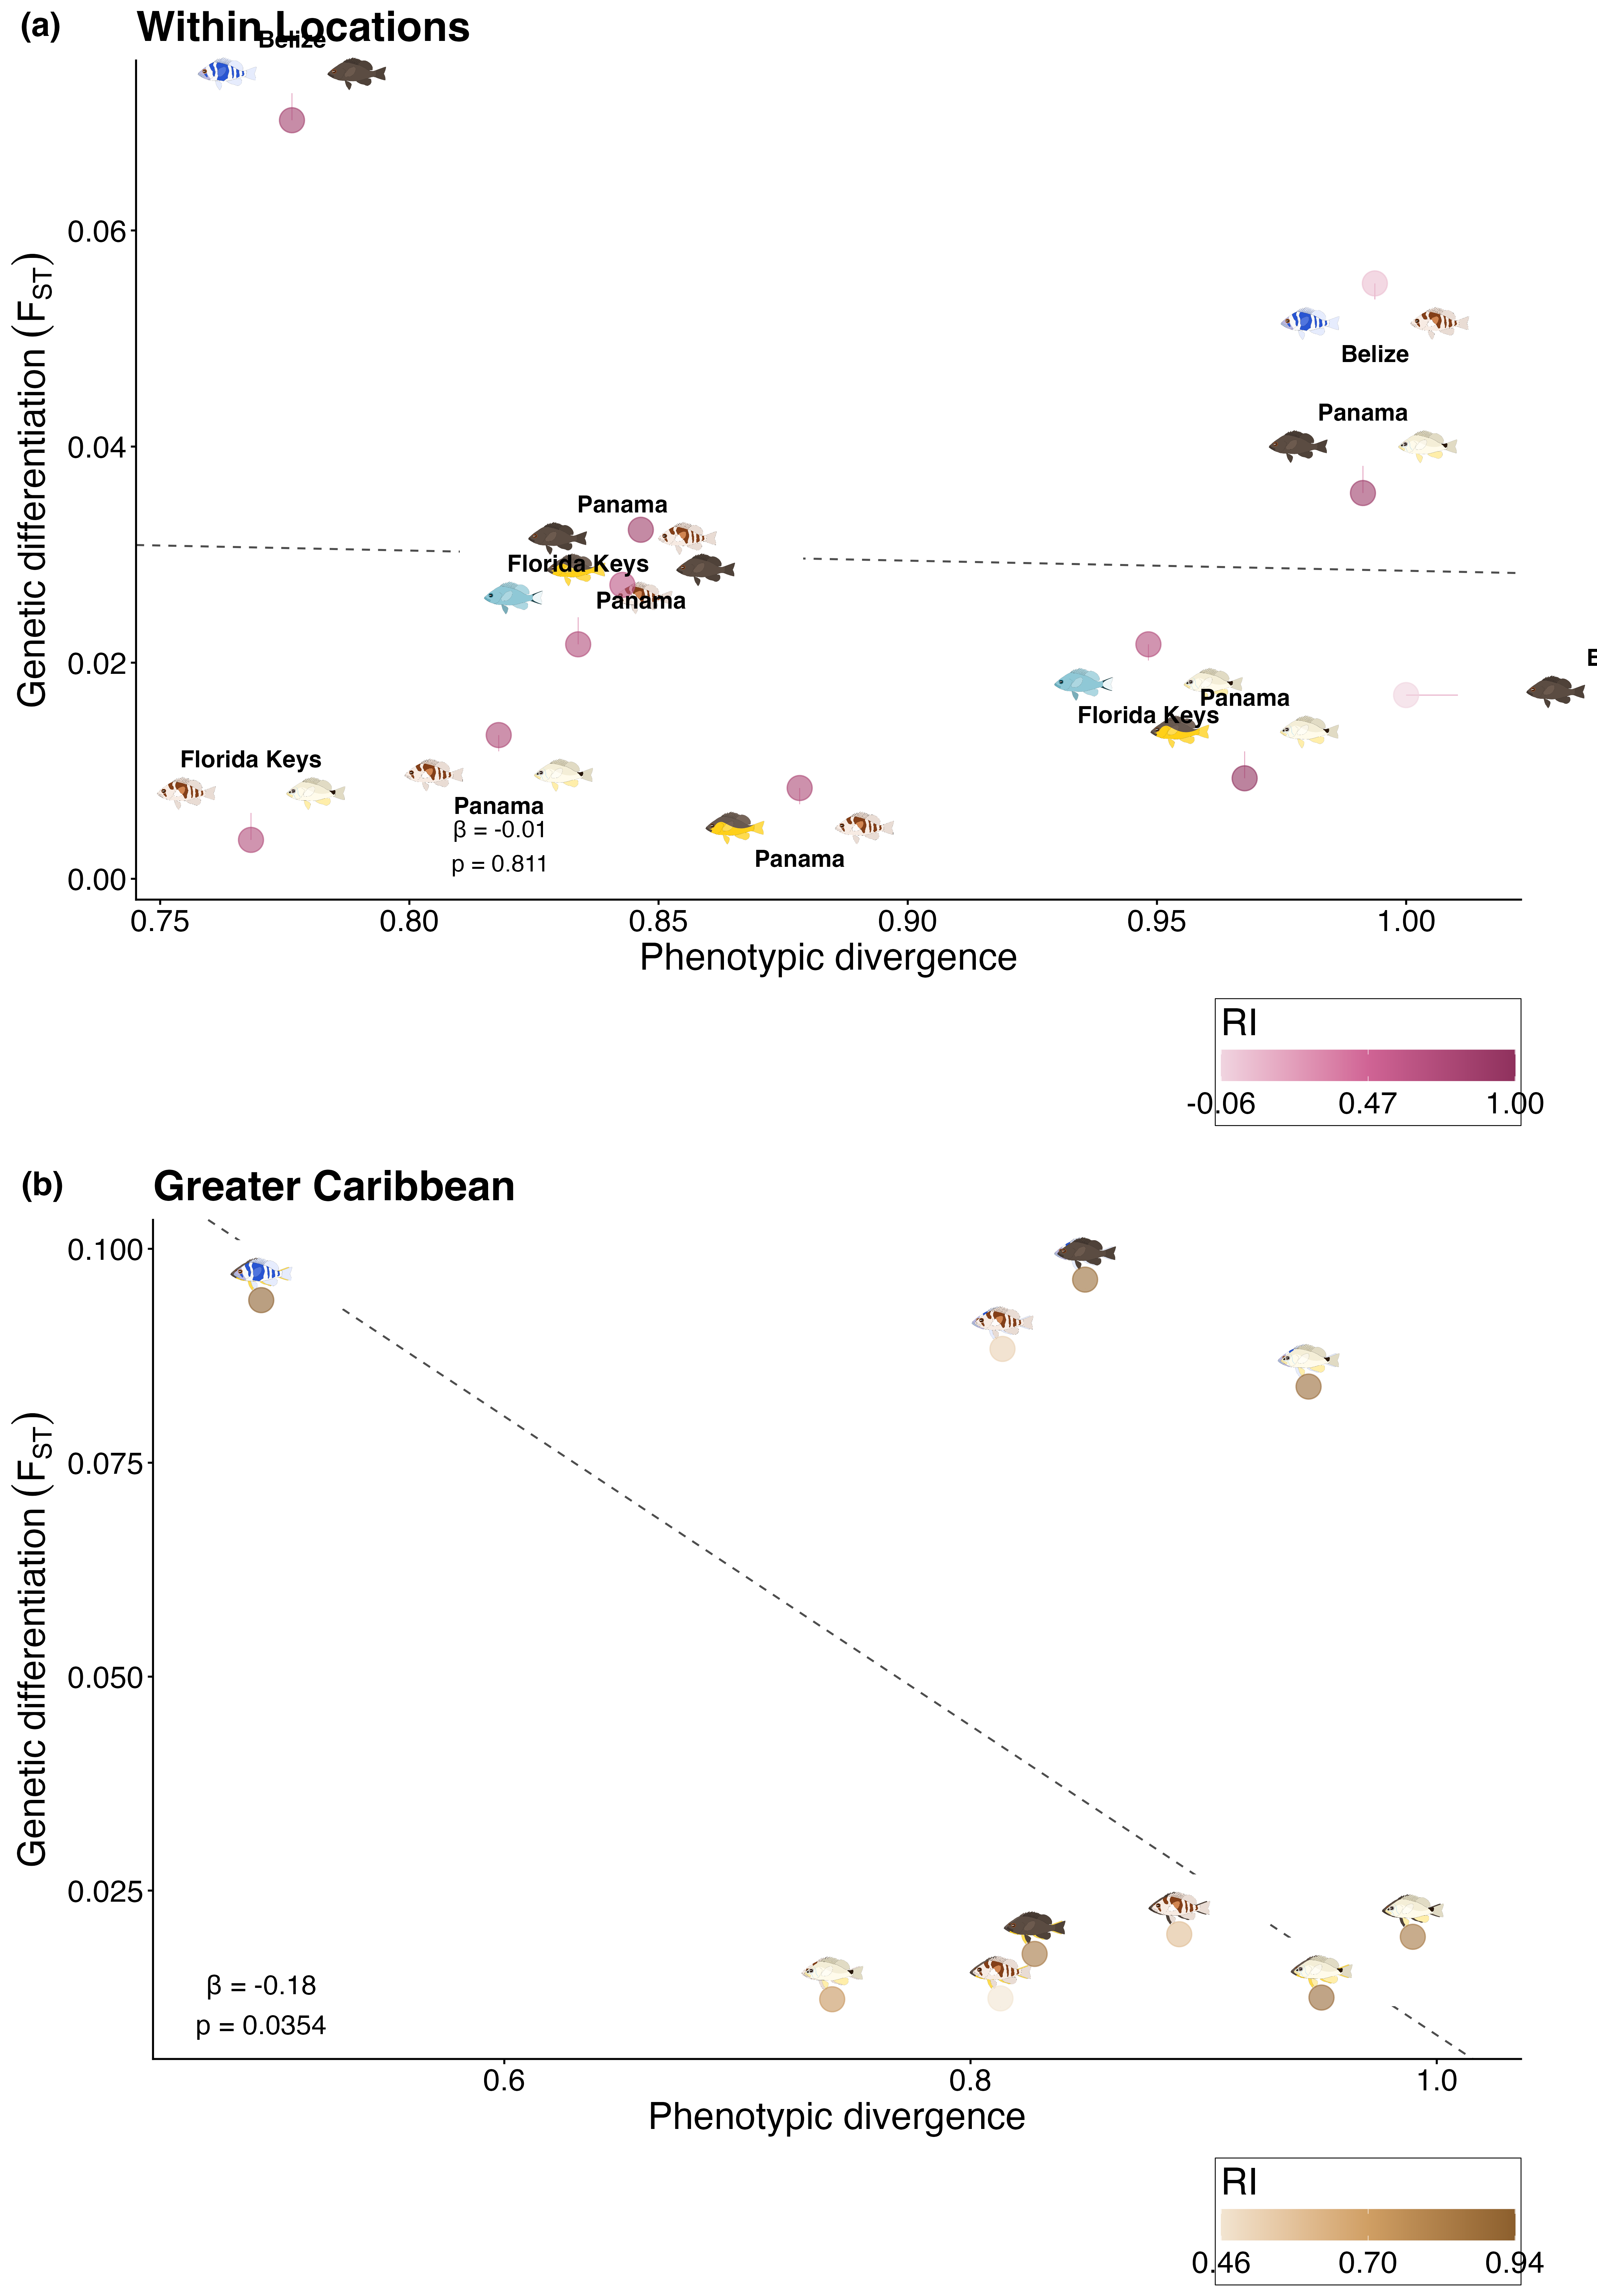 (a)
Within Locations
Belize
Genetic differentiation (FST)
0.06
0.04
0.02
0.00
Belize
Panama
Panama
Florida Keys
Panama
B
Panama
Florida Keys
Florida Keys
Panama
β = -0.01
p = 0.811
Panama
0.75
0.80
0.85
0.90
0.95
1.00
Phenotypic divergence
RI
-0.06
0.47
1.00
(b)
Greater Caribbean
Genetic differentiation (FST)
0.100
0.075
0.050
0.025
β = -0.18
p = 0.0354
0.6
0.8
1.0
Phenotypic divergence
RI
0.46
0.70
0.94